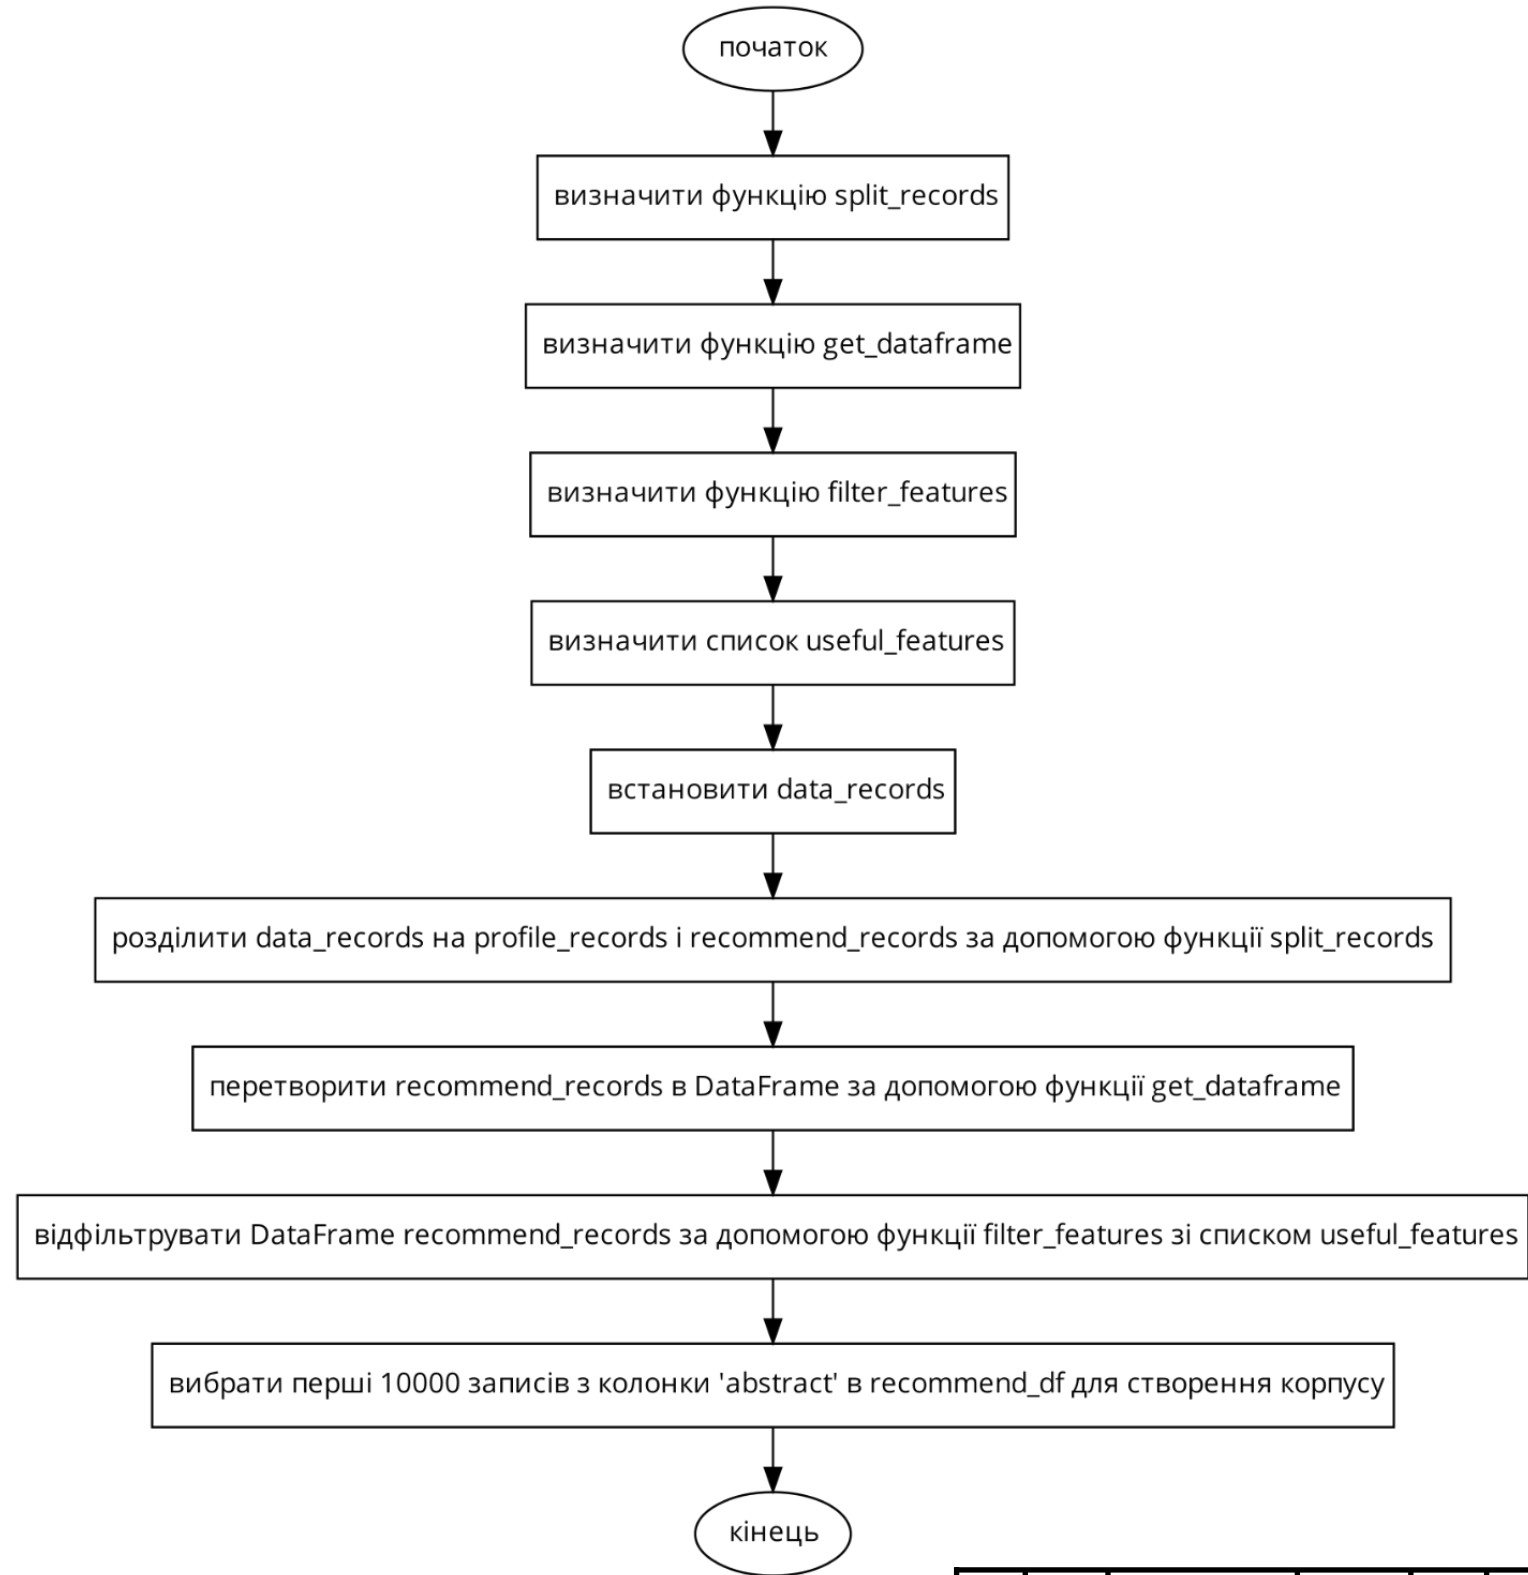 початок
визначити функцію split_records
визначити функцію get_dataframe
визначити функцію filter_features
визначити список useful_features
встановити data_records
розділити data_records на profile_records і recommend_records за допомогою функції split_records
перетворити recommend_records в DataFrame за допомогою функції get_dataframe
відфільтрувати DataFrame recommend_records за допомогою функції filter_features зі списком useful_features
вибрати перші 10000 записів з колонки 'abstract' в recommend_df для створення корпусу
кінець